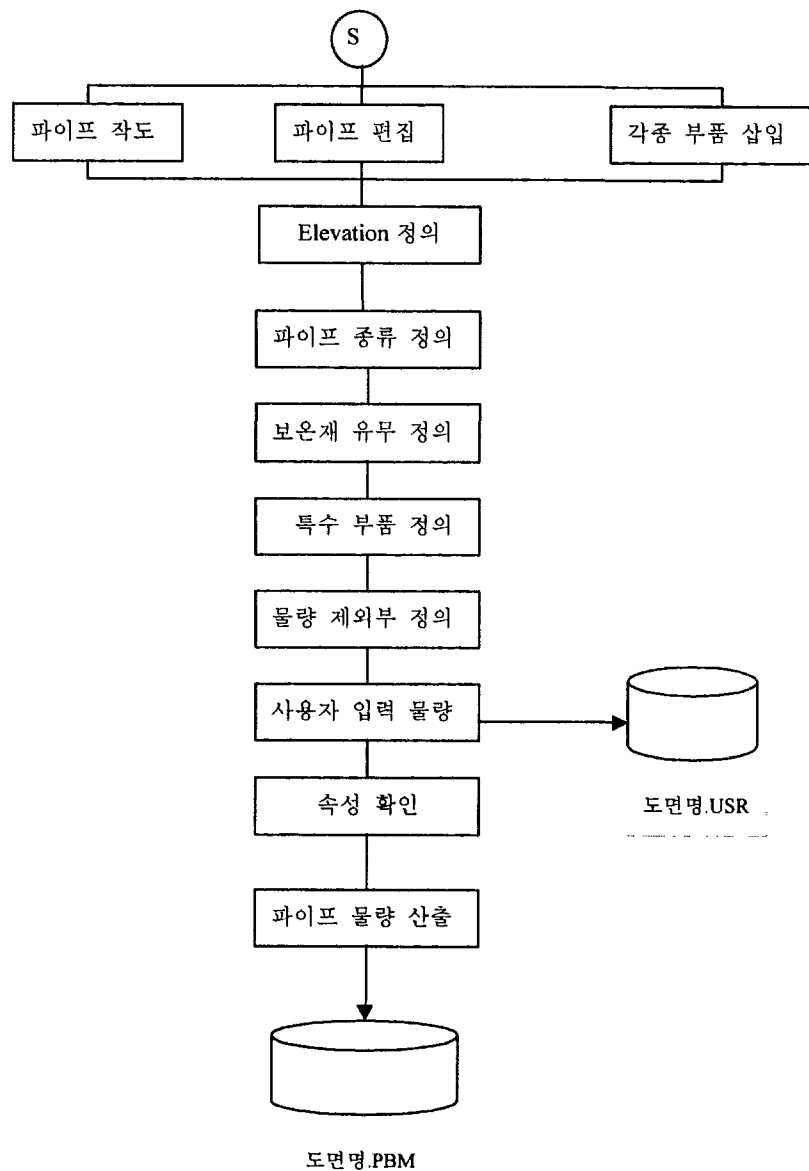 S
파이프 작도
파이프 편집
각종 부품 삽입
Elevation 정의
파이프 종류 정의
보온재 유무 정의
특수 부품 정의
물량 제외부 정의
사용자 입력 물량
속성 확인
도면명.USR
파이프 물량 산출
도면명.PBM